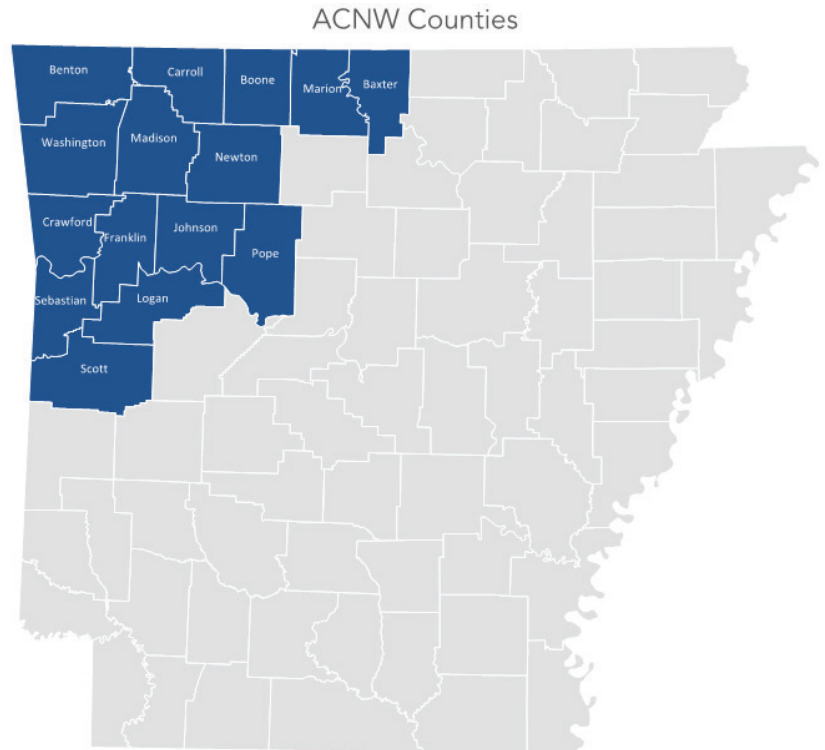 ACNW Counties
Benton
Carroll
Boone
Marion
Baxter
Washington
Madison
Newton
Crawford
Franklin
Johnson
Pope
Sebastian
Logan
Scott